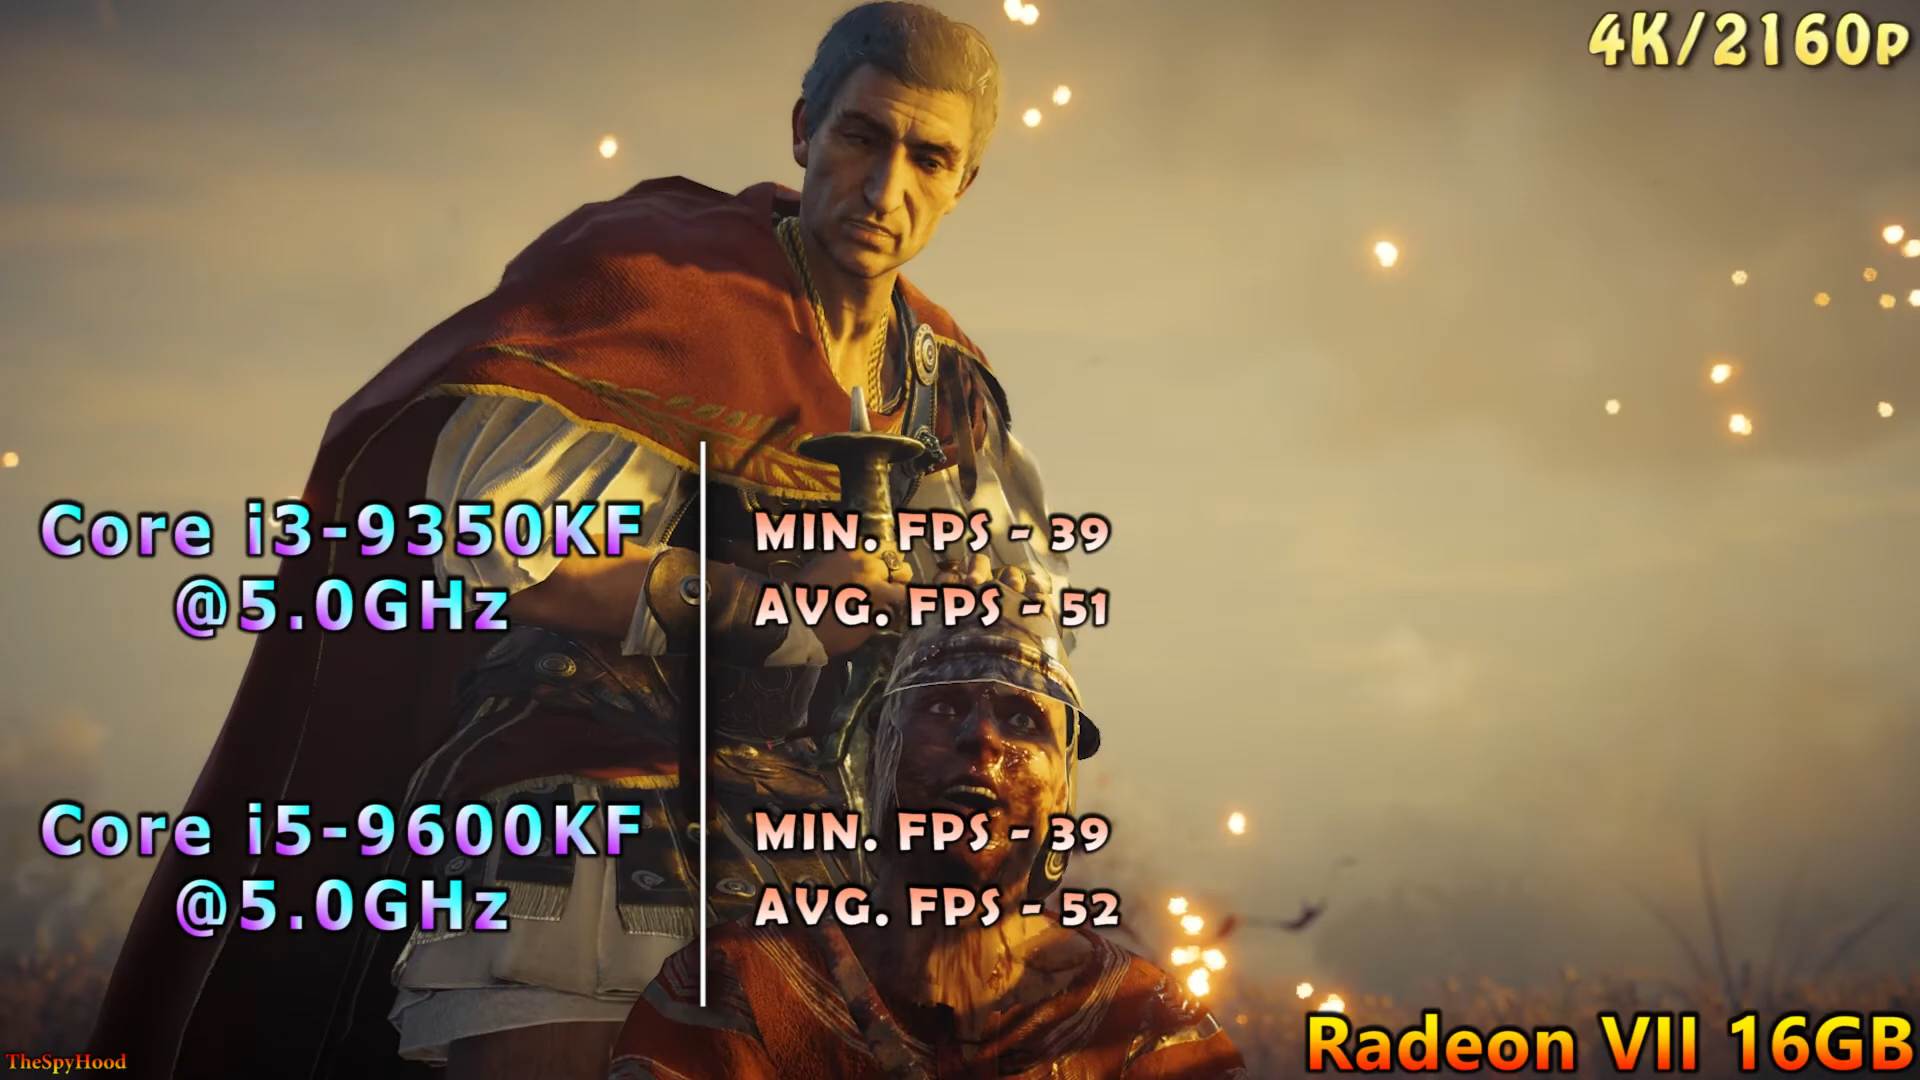 4K/2160p
Core i3-9350KF
@5.0GHz
MIN. FPS - 39
AVG. FPS - 51
Core i5-9600KF
@5.0GHz
MIN. FPS - 39
AVG. FPS - 52
TheSpyHood
Radeon VII 16GB